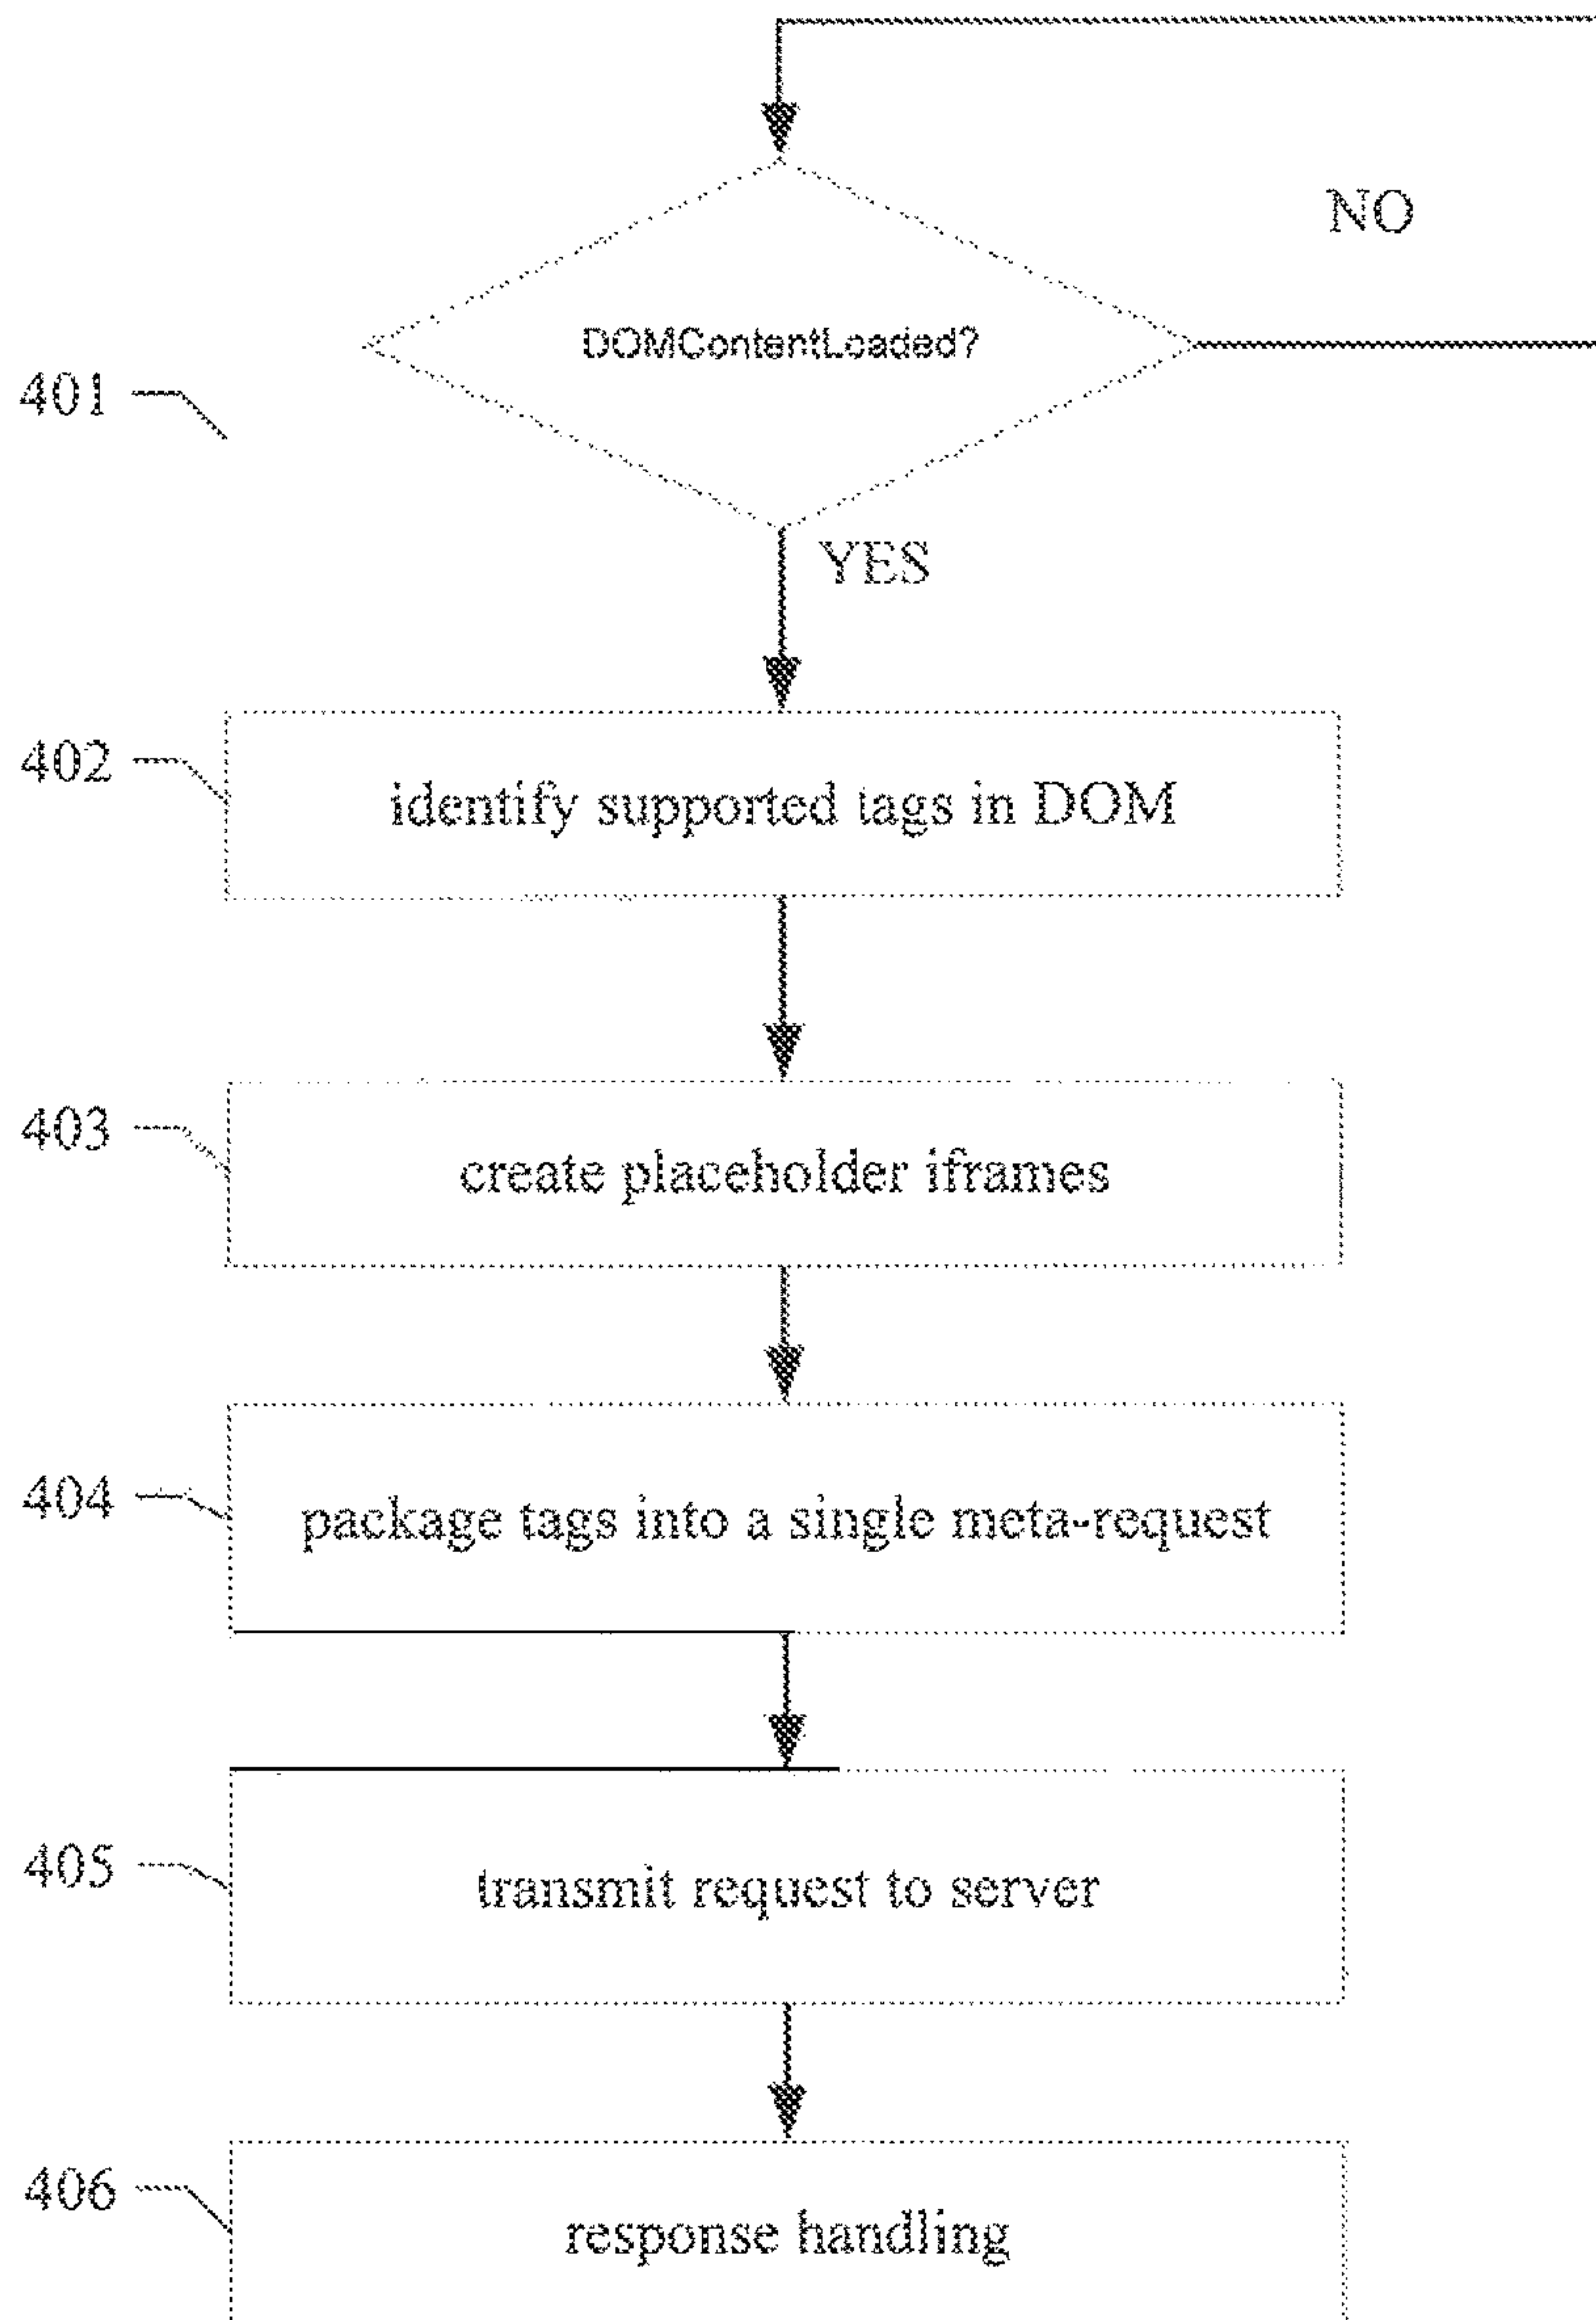 NO
DOMContentLoaded?
401
YES
402
identify supported tags in DOM
403
create placeholder iframes
404
package tags into a single meta-request
405
transmit request to server
406
response handling